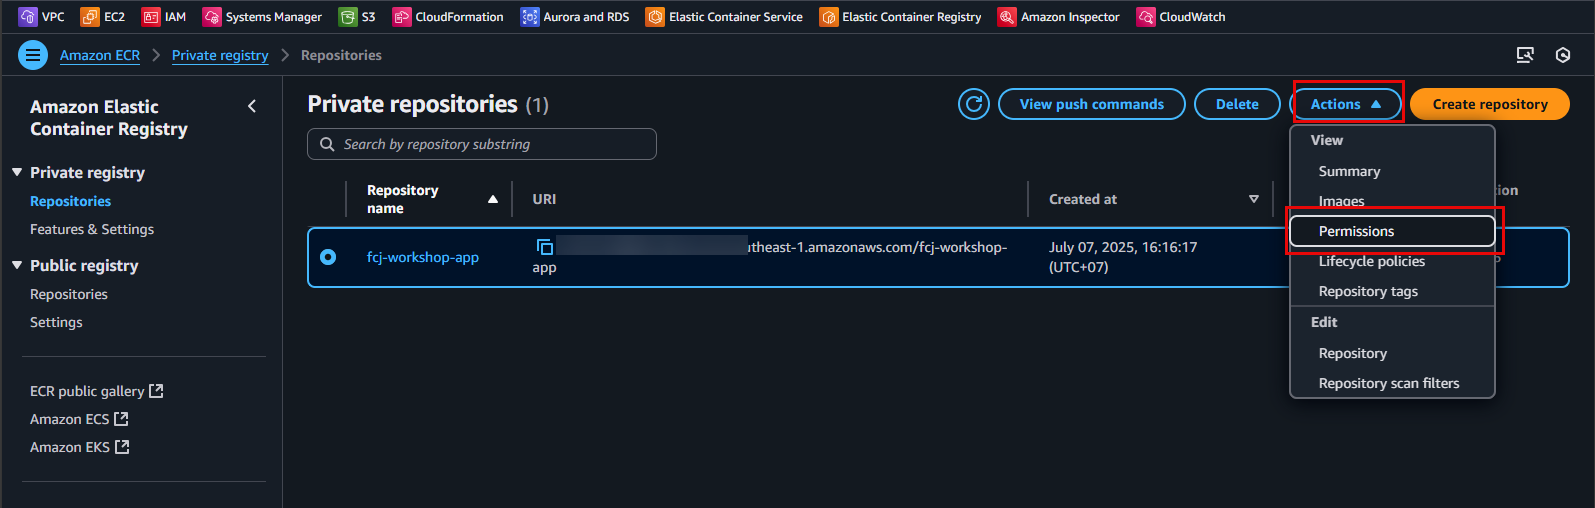 VPC EC2 IAM Systems Manager S3 CloudFormation Aurora and RDS Elastic Container Service Elastic Container Registry Amazon Inspector CloudWatch
Amazon ECR > Private registry > Repositories
Amazon Elastic
Container Registry
Private registry
Repositories
Features & Settings
Public registry
Repositories
Settings
ECR public gallery
Amazon ECS
Amazon EKS
Private repositories (1)
View push commands
Delete
Actions
Create repository
Search by repository substring
Repository
name
URI
Created at
fcj-workshop-app
utheast-1.amazonaws.com/fcj-workshop-
app
July 07, 2025, 16:16:17
(UTC+07)
View
Summary
Images
Permissions
Lifecycle policies
Repository tags
Edit
Repository
Repository scan filters